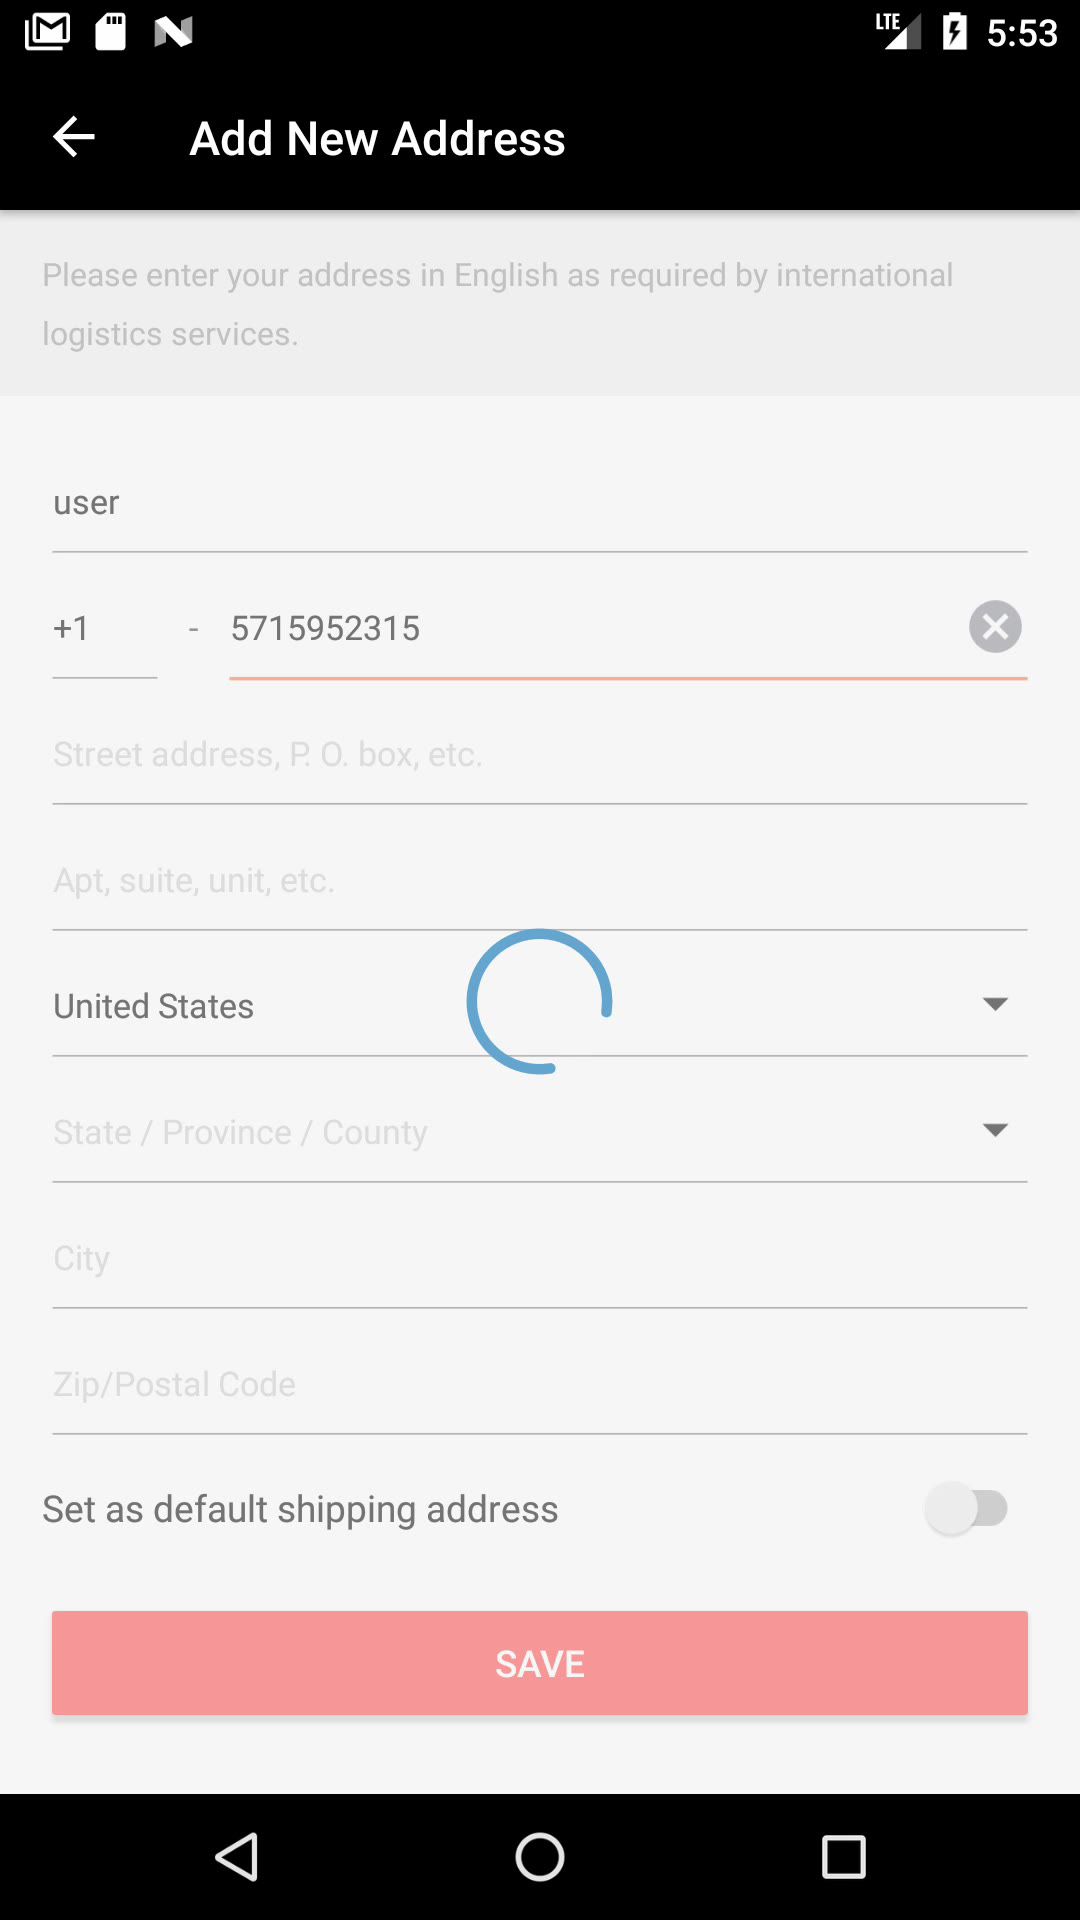 LTE 5:53
Add New Address
Please enter your address in English as required by international
logistics services.
user
+1 - 5715952315
Street address, P. O. box, etc.
Apt, suite, unit, etc.
United States
State / Province / County
City
Zip/Postal Code
Set as default shipping address
SAVE